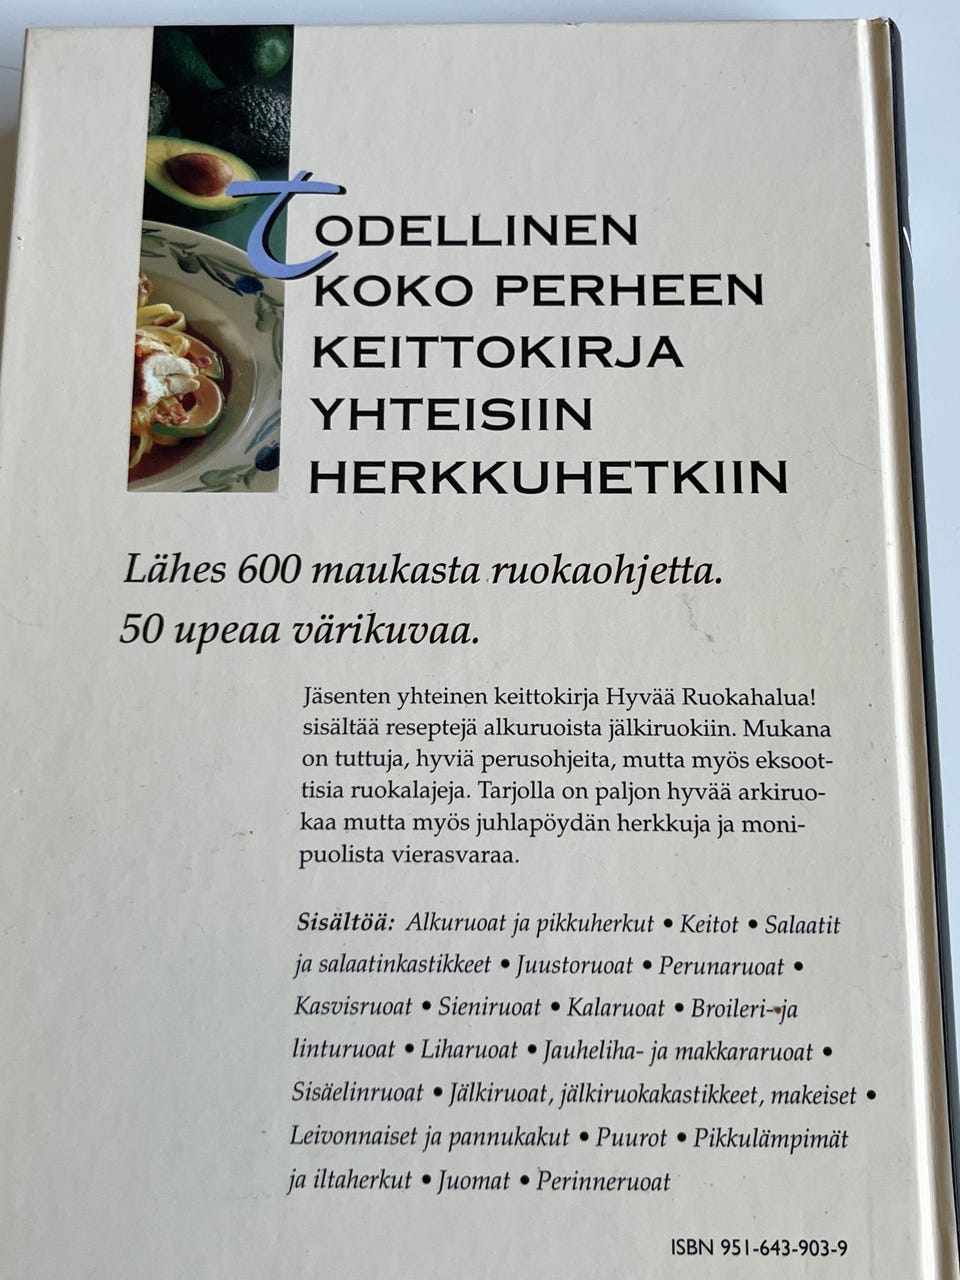 TODELLINEN
KOKO PERHEEN
KEITTOKIRJA
YHTEISIIN
HERKKUHETKIIN
Lähes 600 maukasta ruokaohjetta.
50 upeaa värikuvaa.
Jäsenten yhteinen keittokirja Hyvää Ruokahalua!
sisältää reseptejä alkuruoista jälkiruokiin. Mukana
on tuttuja, hyviä perusohjeita, mutta myös eksoot-
tisia ruokalajeja. Tarjolla on paljon hyvää arkiruo-
kaa mutta myös juhlapöydän herkkuja ja moni-
puolista vierasvaraa.
Sisältöä: Alkuruoat ja pikkuherkut • Keitot • Salaatit
ja salaatinkastikkeet • Juustoruoat • Perunaruoat •
Kasvisruoat • Sieniruoat • Kalaruoat • Broileri- ja
linturuoat • Liharuoat • Jauheliha- ja makkararuoat •
Sisäelinruoat • Jälkiruoat, jälkiruokakastikkeet, makeiset •
Leivonnaiset ja pannukakut • Puurot • Pikkulämpimät
ja iltaherkut • Juomat • Perinneruoat
ISBN 951-643-903-9